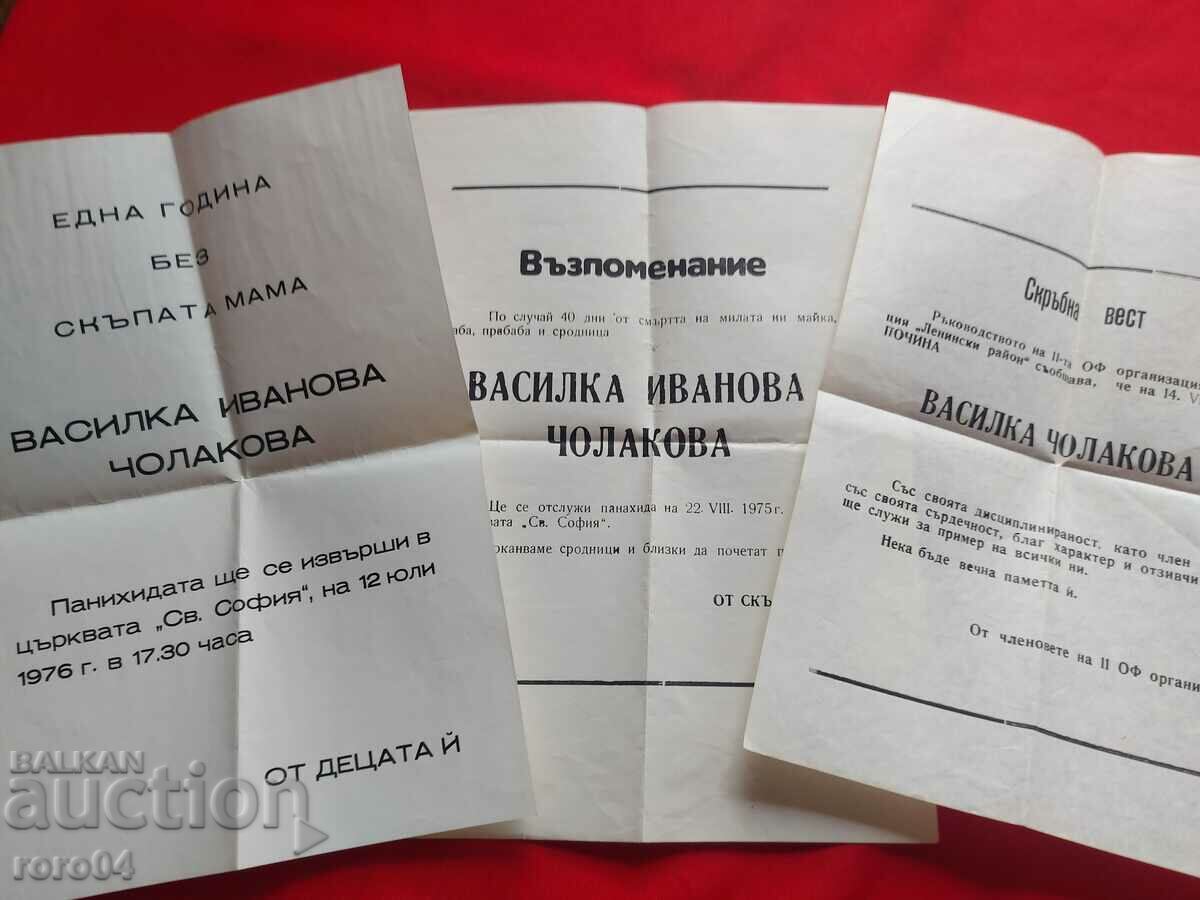 ЕДНА ГОДИНА
БЕЗ
СКЪПАТА МАМА
ВАСИЛКА ИВАНОВА
ЧОЛАКОВА
Панихидата ще се извърши в
църквата „Св. София“, на 12 юли
1976 г. в 17.30 часа
ОТ ДЕЦАТА Й
Възпоменание
По случай 40 дни от смъртта на милата ни майка,
прабаба и сродница
ВАСИЛКА ИВАНОВА
ЧОЛАКОВА
Ще се отслужи панахида на 22. VIII. 1975 г.
„Св. София“.
сродници и близки да почетат
ОТ
Скръбна вест
Ръководството на II-та ОФ
ция „Ленински район“ съобщава, че на 14.
ПОЧИНА
ВАСИЛКА ЧОЛАКОВА
Със своята дисциплинираност, като член
със своята сърдечност, благ характер и
ще служи за пример на всички ни.
Нека бъде вечна паметта ѝ.
От членовете на II ОФ
BALKAN
auction
roro04